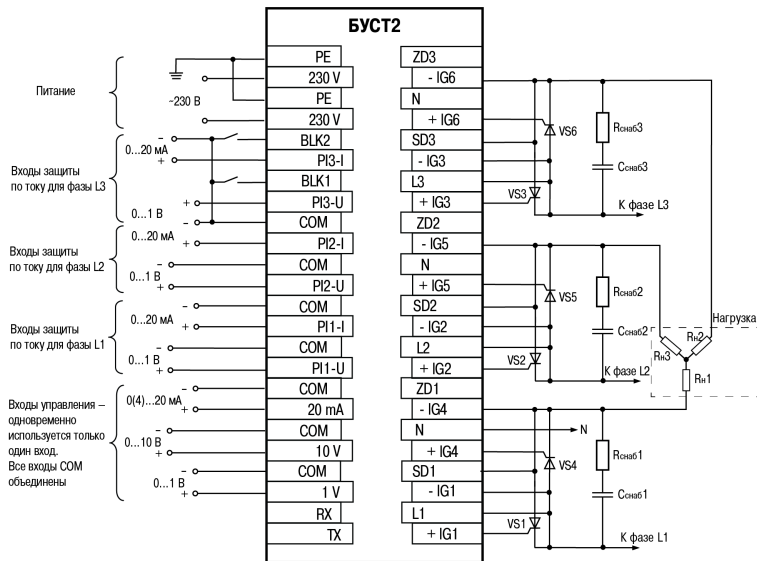 БУСТ2
Питание
~230 В
Входы защиты
по току для фазы L3
−
0...20 мА
+
+
0...1 В
−
Входы защиты
по току для фазы L2
0...20 мА
+
−
0...1 В
+
Входы защиты
по току для фазы L1
−
0...20 мА
+
−
0...1 В
+
Входы управления –
одновременно
используется только
один вход.
Все входы COM
объединены
−
0(4)...20 мА
+
−
0...10 В
+
−
0...1 В
+
PE
230 V
PE
230 V
BLK2
PI3-I
BLK1
PI3-U
COM
PI2-I
COM
PI2-U
COM
PI1-I
COM
PI1-U
COM
20 mA
COM
10 V
COM
1 V
RX
TX
ZD3
- IG6
N
+ IG6
SD3
- IG3
L3
+ IG3
ZD2
- IG5
N
+ IG5
SD2
- IG2
L2
+ IG2
ZD1
- IG4
N
+ IG4
SD1
- IG1
L1
+ IG1
VS6
Rснаб3
Cснаб3
VS3
К фазе L3
VS5
Rснаб2
Cснаб2
VS2
К фазе L2
Нагрузка
Rн2
Rн3
Rн1
N
VS4
Rснаб1
Cснаб1
VS1
К фазе L1